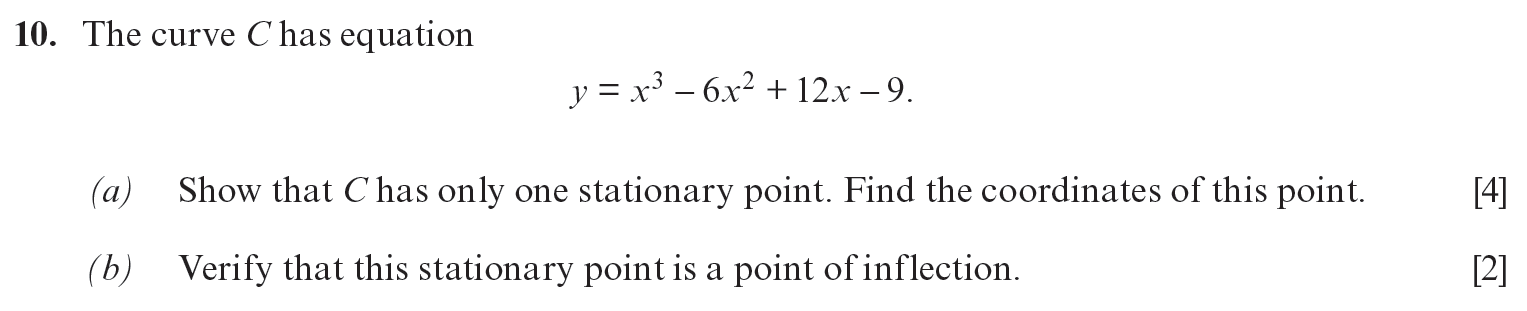 10. The curve C has equation
y = x³ – 6x² + 12x – 9.
(a) Show that C has only one stationary point. Find the coordinates of this point. [4]
(b) Verify that this stationary point is a point of inflection. [2]